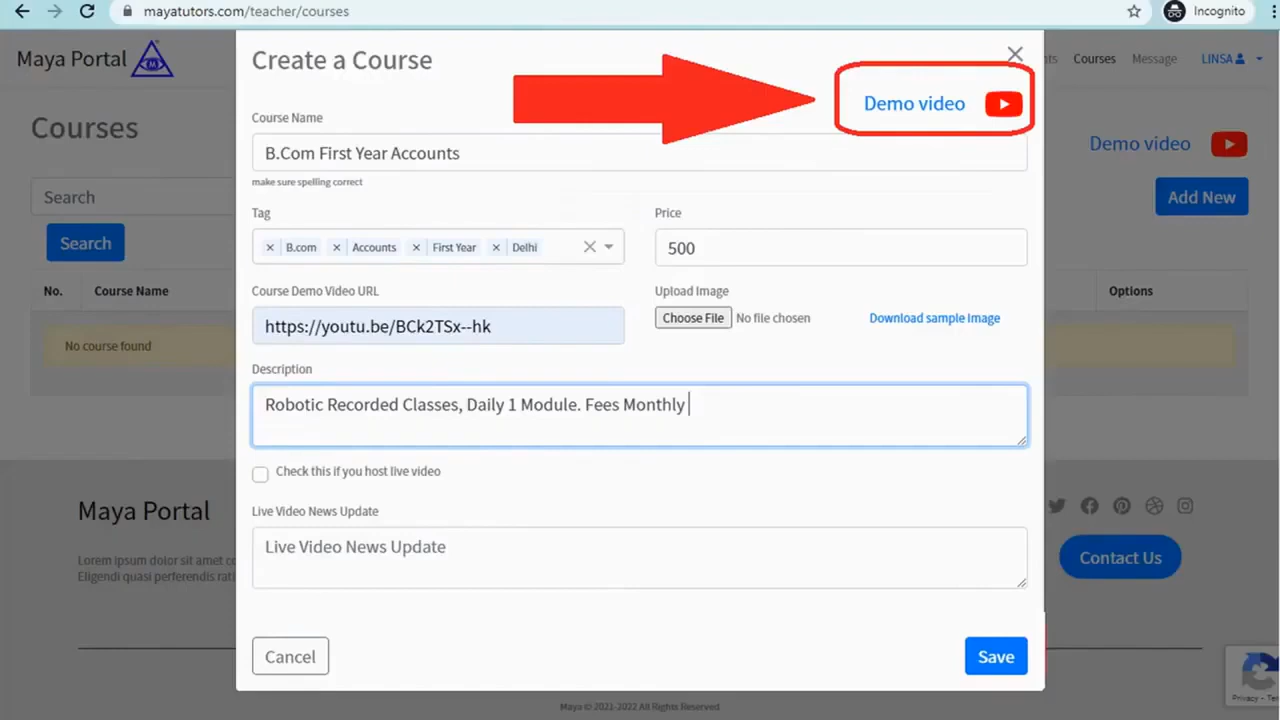 mayatutors.com/teacher/courses
Incognito
Maya Portal
Courses
Message
LINSA
Create a Course
Demo video
Courses
Course Name
B.Com First Year Accounts
make sure spelling correct
Demo video
Search
Add New
Tag
Price
× B.com × Accounts × First Year × Delhi
500
Search
No.
Course Name
Options
Course Demo Video URL
Upload Image
https://youtu.be/BCk2TSx--hk
Choose File No file chosen
Download sample Image
No course found
Description
Robotic Recorded Classes, Daily 1 Module. Fees Monthly
Check this if you host live video
Maya Portal
Live Video News Update
Live Video News Update
Lorem ipsum dolor sit amet
Eligendi quasi perferendis
Contact Us
Cancel
Save
Maya © 2021-2022 All Rights Reserved
Privacy